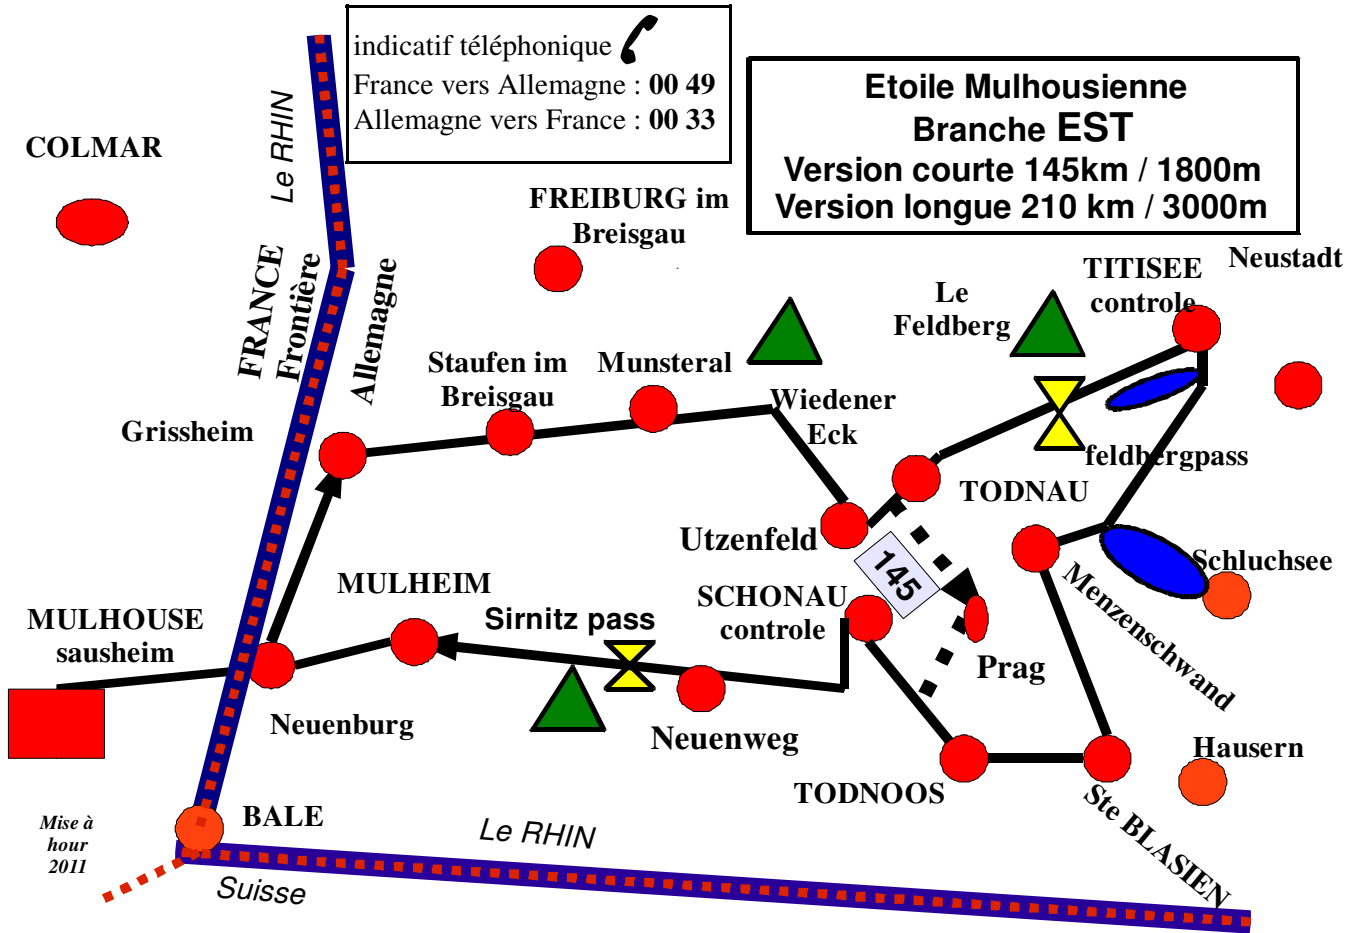 indicatif téléphonique
France vers Allemagne : 00 49
Allemagne vers France : 00 33
Etoile Mulhousienne
Branche EST
Version courte 145km / 1800m
Version longue 210 km / 3000m
COLMAR
Le RHIN
FREIBURG im
Breisgau
Neustadt
TITISEE
controle
Le
Feldberg
FRANCE
Frontière
Allemagne
Staufen im
Breisgau
Munsteral
Wiedener
Eck
Grissheim
feldbergpass
TODNAU
Utzenfeld
145
Schluchsee
MULHEIM
SCHONAU
controle
Menzenschwand
Sirnitz pass
MULHOUSE
sausheim
Prag
Neuenburg
Neuenweg
Hausern
TODNOOS
Ste BLASIEN
BALE
Mise à
hour
2011
Le RHIN
Suisse